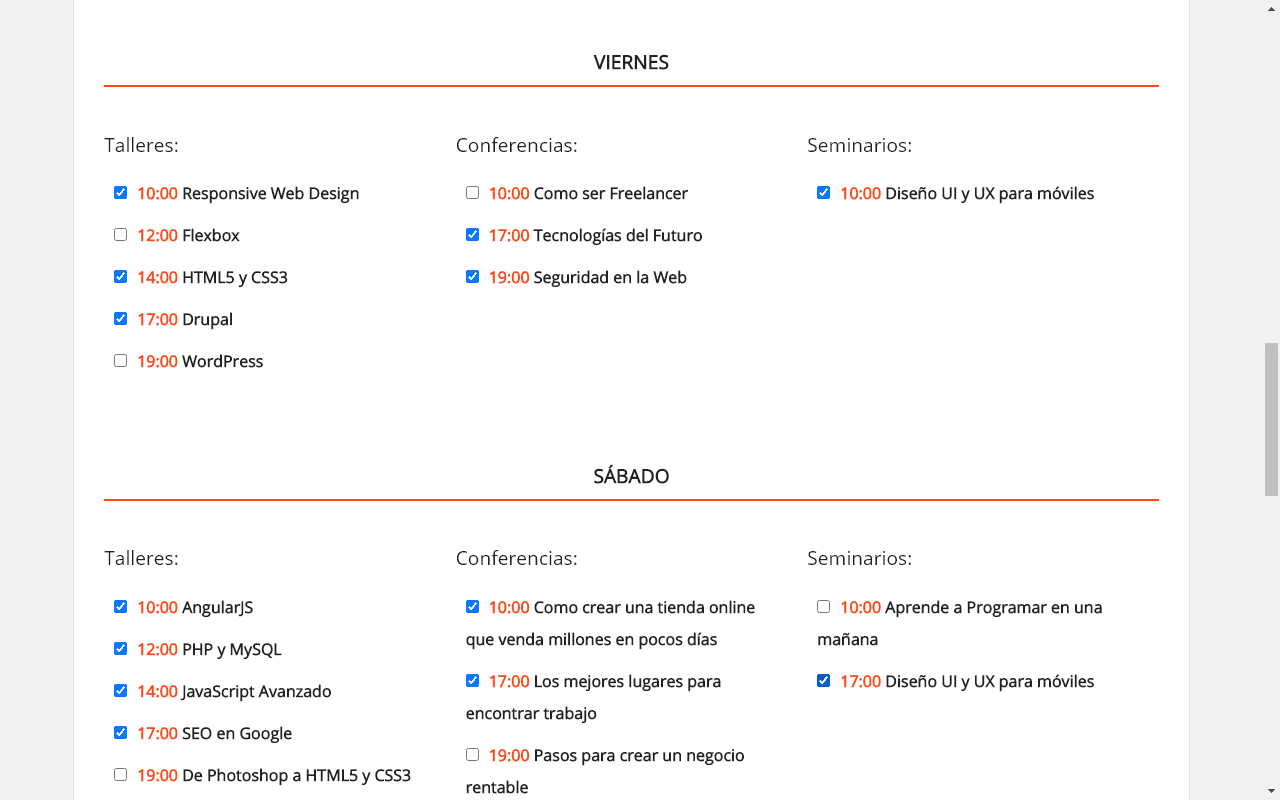 VIERNES
Talleres:
10:00 Responsive Web Design
12:00 Flexbox
14:00 HTML5 y CSS3
17:00 Drupal
19:00 WordPress
Conferencias:
10:00 Como ser Freelancer
17:00 Tecnologías del Futuro
19:00 Seguridad en la Web
Seminarios:
10:00 Diseño UI y UX para móviles
SÁBADO
Talleres:
10:00 AngularJS
12:00 PHP y MySQL
14:00 JavaScript Avanzado
17:00 SEO en Google
19:00 De Photoshop a HTML5 y CSS3
Conferencias:
10:00 Como crear una tienda online
que venda millones en pocos días
17:00 Los mejores lugares para
encontrar trabajo
19:00 Pasos para crear un negocio
rentable
Seminarios:
10:00 Aprende a Programar en una
mañana
17:00 Diseño UI y UX para móviles